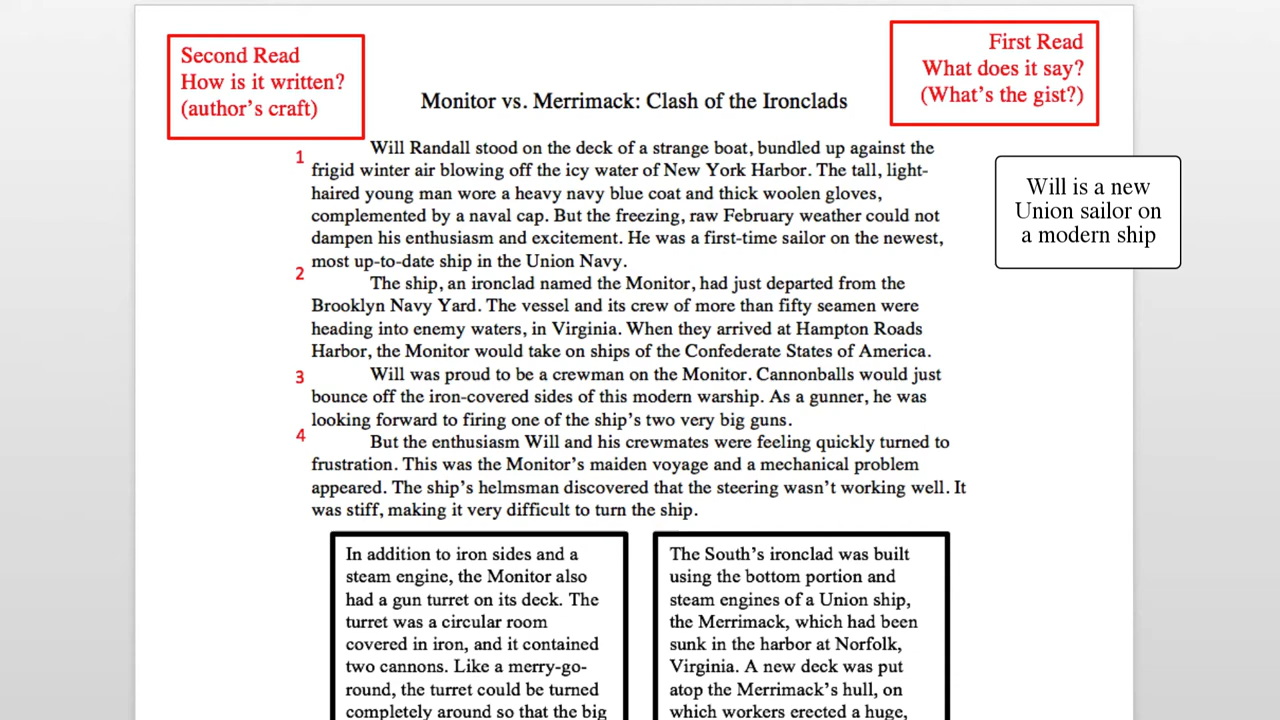 Second Read
How is it written?
(author's craft)
First Read
What does it say?
(What's the gist?)
Monitor vs. Merrimack: Clash of the Ironclads
1
Will Randall stood on the deck of a strange boat, bundled up against the
frigid winter air blowing off the icy water of New York Harbor. The tall, light-
haired young man wore a heavy navy blue coat and thick woolen gloves,
complemented by a naval cap. But the freezing, raw February weather could not
dampen his enthusiasm and excitement. He was a first-time sailor on the newest,
most up-to-date ship in the Union Navy.
Will is a new
Union sailor on
a modern ship
2
The ship, an ironclad named the Monitor, had just departed from the
Brooklyn Navy Yard. The vessel and its crew of more than fifty seamen were
heading into enemy waters, in Virginia. When they arrived at Hampton Roads
Harbor, the Monitor would take on ships of the Confederate States of America.
3
Will was proud to be a crewman on the Monitor. Cannonballs would just
bounce off the iron-covered sides of this modern warship. As a gunner, he was
looking forward to firing one of the ship's two very big guns.
4
But the enthusiasm Will and his crewmates were feeling quickly turned to
frustration. This was the Monitor's maiden voyage and a mechanical problem
appeared. The ship's helmsman discovered that the steering wasn't working well. It
was stiff, making it very difficult to turn the ship.
In addition to iron sides and a
steam engine, the Monitor also
had a gun turret on its deck. The
turret was a circular room
covered in iron, and it contained
two cannons. Like a merry-go-
round, the turret could be turned
completely around so that the big
The South's ironclad was built
using the bottom portion and
steam engines of a Union ship,
the Merrimack, which had been
sunk in the harbor at Norfolk,
Virginia. A new deck was put
atop the Merrimack's hull, on
which workers erected a huge,